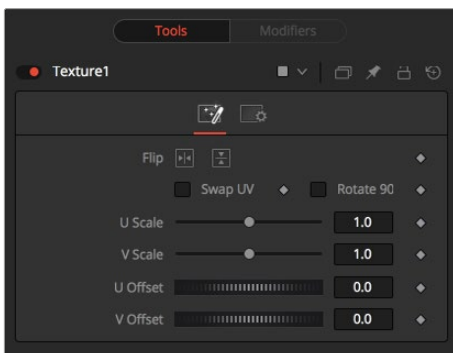 Tools Modifiers
Texture1
Flip
Swap UV Rotate 90
U Scale 1.0
V Scale 1.0
U Offset 0.0
V Offset 0.0